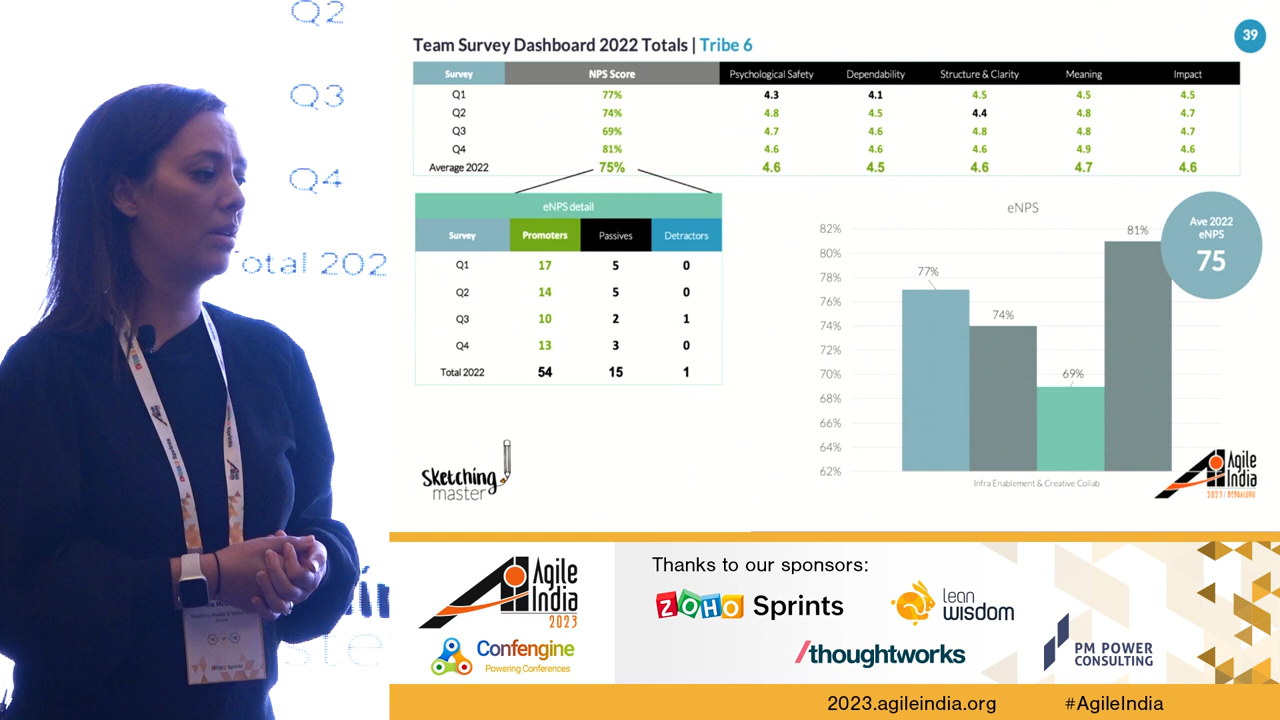 Q2
Q3
Q4
otal 202
Team Survey Dashboard 2022 Totals | Tribe 6
39
Survey NPS Score Psychological Safety Dependability Structure & Clarity Meaning Impact
Q1 77% 4.3 4.1 4.5 4.5 4.5
Q2 74% 4.8 4.5 4.4 4.8 4.7
Q3 69% 4.7 4.6 4.8 4.8 4.7
Q4 81% 4.6 4.6 4.6 4.9 4.6
Average 2022 75% 4.6 4.5 4.6 4.7 4.6
eNPS detail
Survey Promoters Passives Detractors
Q1 17 5 0
Q2 14 5 0
Q3 10 2 1
Q4 13 3 0
Total 2022 54 15 1
eNPS
Ave 2022
eNPS
75
82%
80%
78%
76%
74%
72%
70%
68%
66%
64%
62%
77%
74%
69%
81%
Infra Enablement & Creative Collab
Sketching
master
Agile
India
2023 | BENGALURU
Agile
India
2023
Confengine
Powering Conferences
Thanks to our sponsors:
ZOHO Sprints
lean
wisdom
/thoughtworks
PM POWER
CONSULTING
2023.agileindia.org #AgileIndia